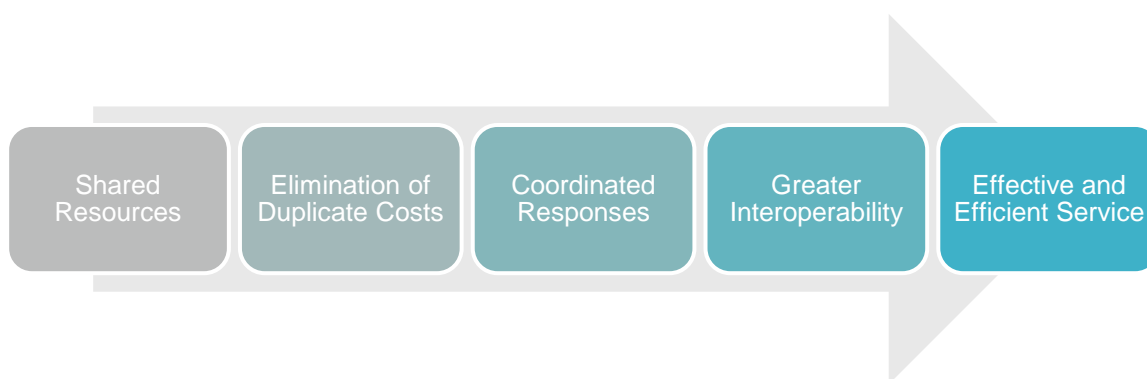 Shared
Resources
Elimination of
Duplicate Costs
Coordinated
Responses
Greater
Interoperability
Effective and
Efficient Service